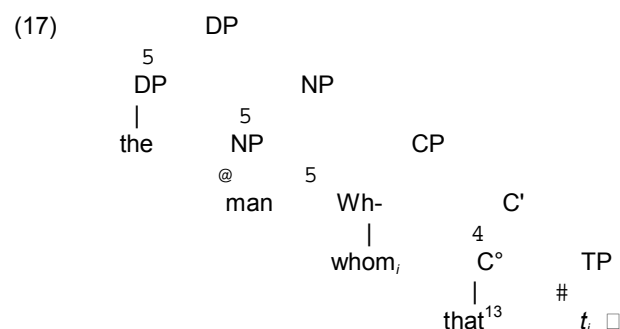 (17) DP
5
DP NP
| 5
the NP CP
@ 5
man Wh- C'
| 4
whomᵢ C° TP
| #
that¹³ tᵢ □